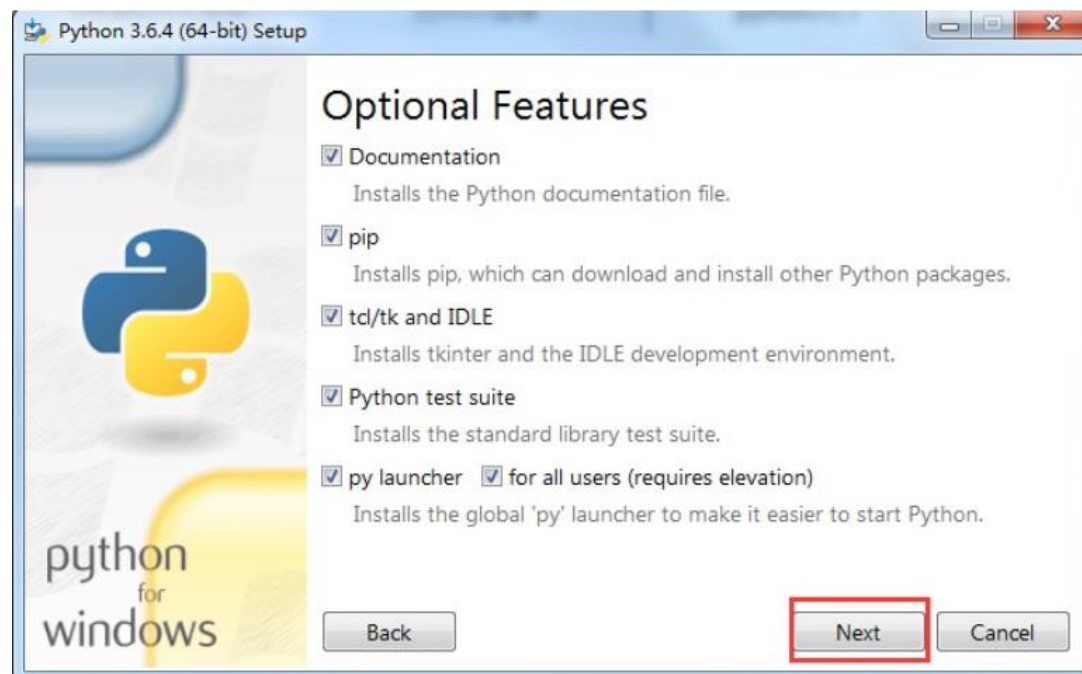 Python 3.6.4 (64-bit) Setup
Optional Features
Documentation
Installs the Python documentation file.
pip
Installs pip, which can download and install other Python packages.
tcl/tk and IDLE
Installs tkinter and the IDLE development environment.
Python test suite
Installs the standard library test suite.
py launcher for all users (requires elevation)
Installs the global 'py' launcher to make it easier to start Python.
python
for
windows
Back Next Cancel